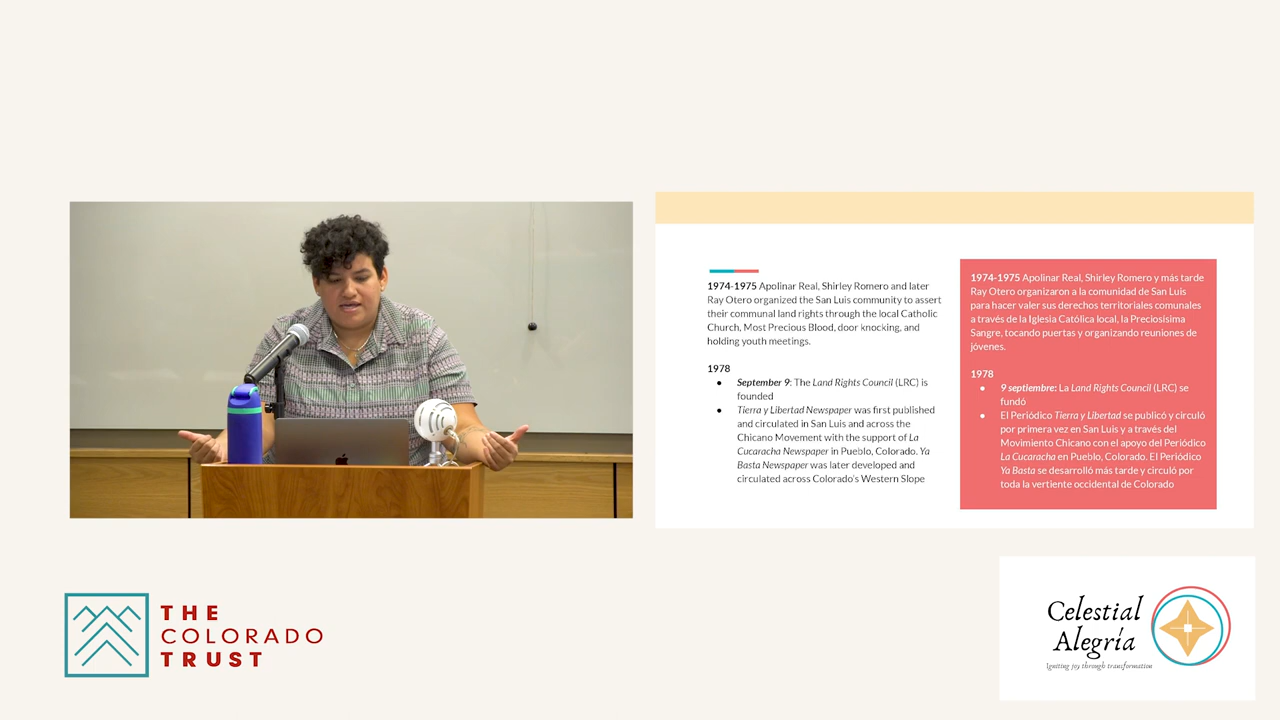 1974-1975 Apolinar Real, Shirley Romero and later
Ray Otero organized the San Luis community to assert
their communal land rights through the local Catholic
Church, Most Precious Blood, door knocking, and
holding youth meetings.
1978
● September 9: The Land Rights Council (LRC) is
founded
● Tierra y Libertad Newspaper was first published
and circulated in San Luis and across the
Chicano Movement with the support of La
Cucaracha Newspaper in Pueblo, Colorado. Ya
Basta Newspaper was later developed and
circulated across Colorado's Western Slope
1974-1975 Apolinar Real, Shirley Romero y más tarde
Ray Otero organizaron a la comunidad de San Luis
para hacer valer sus derechos territoriales comunales
a través de la Iglesia Católica local, la Preciosísima
Sangre, tocando puertas y organizando reuniones de
jóvenes.
1978
● 9 septiembre: La Land Rights Council (LRC) se
fundó
● El Periódico Tierra y Libertad se publicó y circuló
por primera vez en San Luis y a través del
Movimiento Chicano con el apoyo del Periódico
La Cucaracha en Pueblo, Colorado. El Periódico
Ya Basta se desarrolló más tarde y circuló por
toda la vertiente occidental de Colorado
THE
COLORADO
TRUST
Celestial
Alegría
Igniting joy through transformation